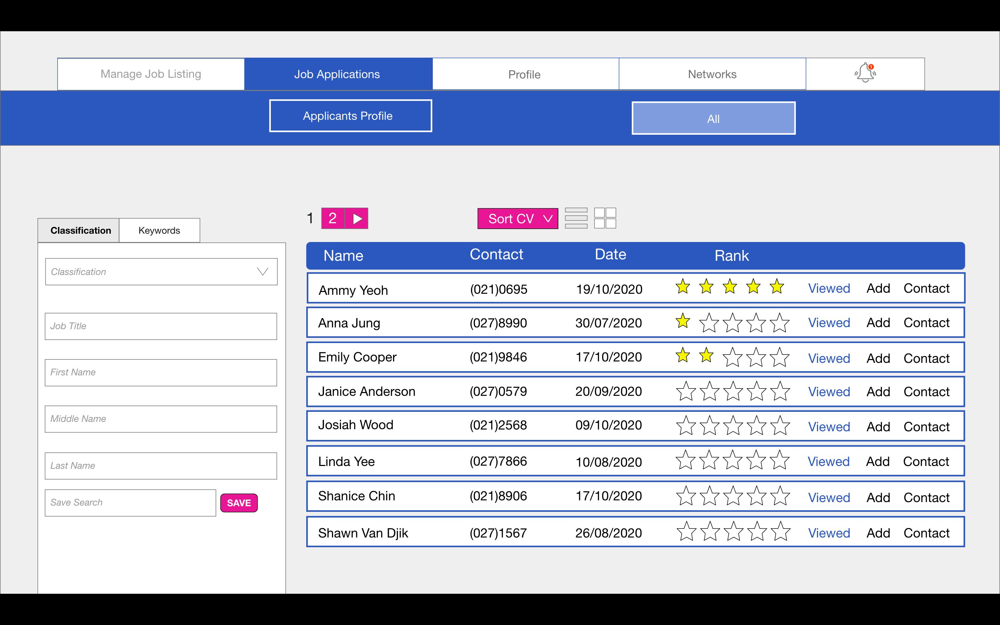 Manage Job Listing Job Applications Profile Networks 1
Applicants Profile All
1 2 Sort CV
Classification Keywords
Classification
Job Title
First Name
Middle Name
Last Name
Save Search SAVE
Name Contact Date Rank
Ammy Yeoh (021)0695 19/10/2020 Viewed Add Contact
Anna Jung (027)8990 30/07/2020 Viewed Add Contact
Emily Cooper (021)9846 17/10/2020 Viewed Add Contact
Janice Anderson (027)0579 20/09/2020 Viewed Add Contact
Josiah Wood (021)2568 09/10/2020 Viewed Add Contact
Linda Yee (027)7866 10/08/2020 Viewed Add Contact
Shanice Chin (021)8906 17/10/2020 Viewed Add Contact
Shawn Van Djik (027)1567 26/08/2020 Viewed Add Contact